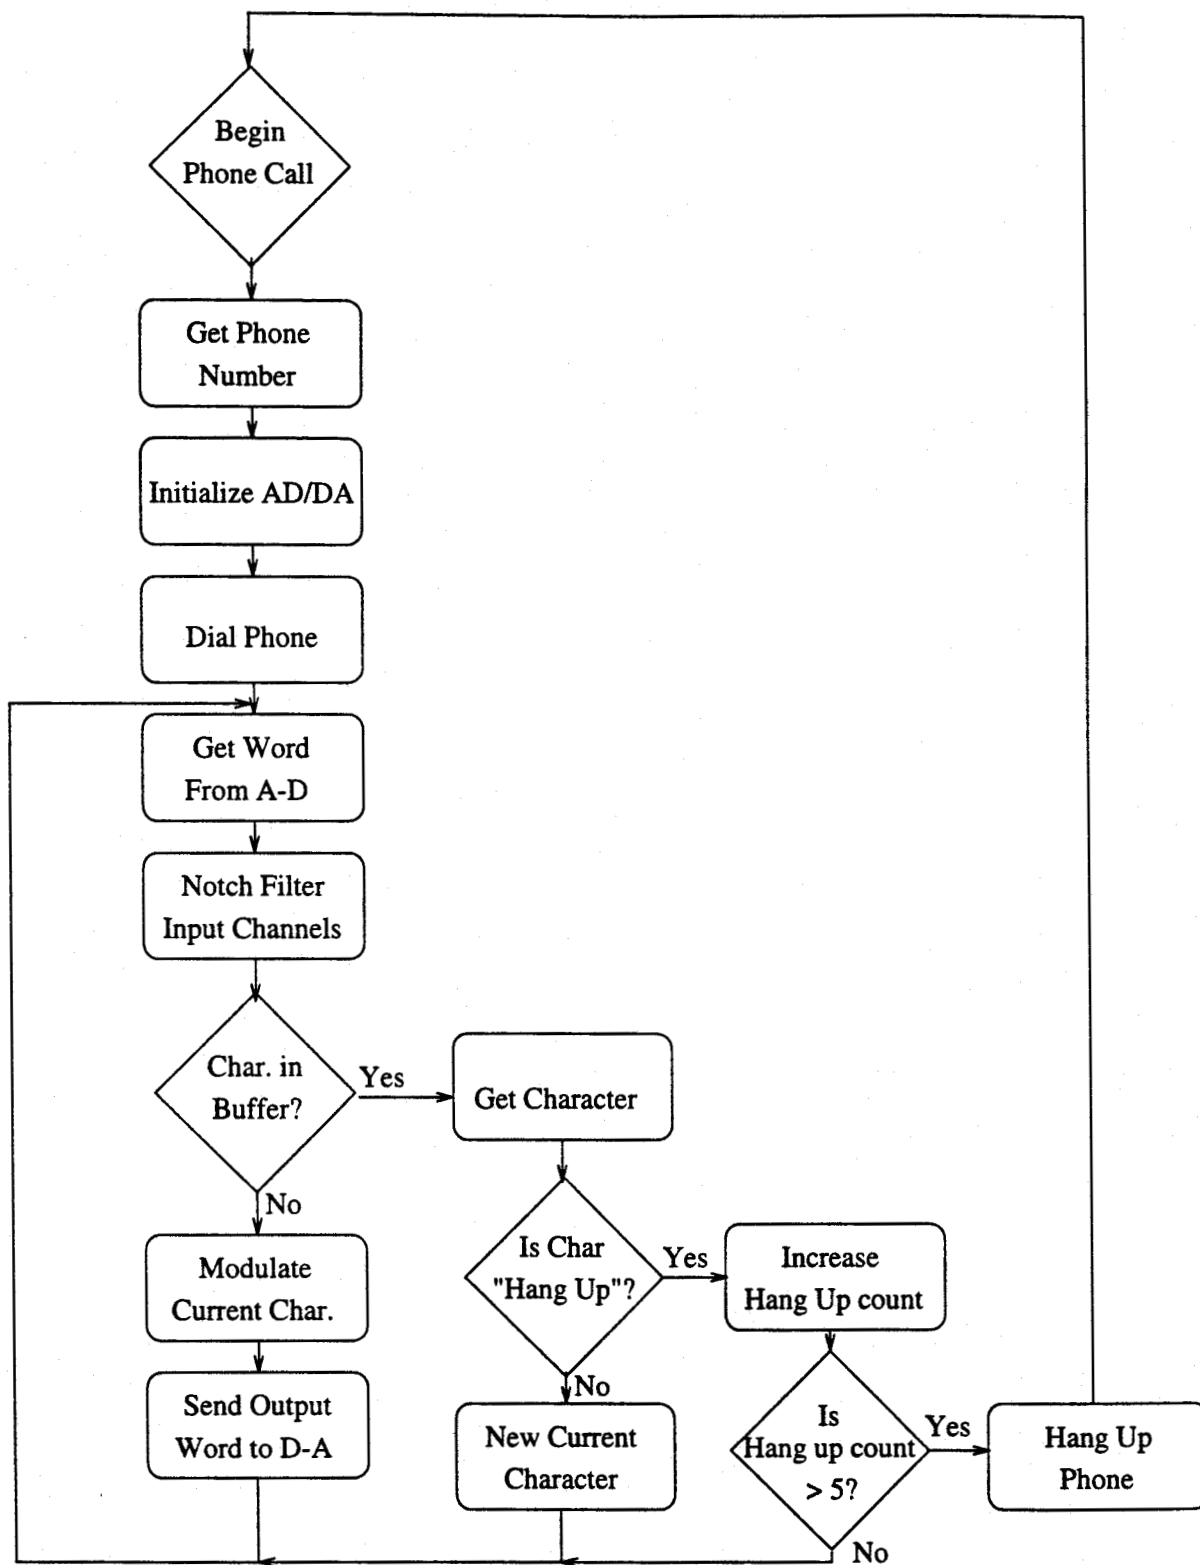 Begin
Phone Call
Get Phone
Number
Initialize AD/DA
Dial Phone
Get Word
From A-D
Notch Filter
Input Channels
Char. in
Buffer?
Yes
Get Character
No
Modulate
Current Char.
Send Output
Word to D-A
Is Char
"Hang Up"?
Yes
Increase
Hang Up count
No
New Current
Character
Is
Hang up count
> 5?
Yes
Hang Up
Phone
No